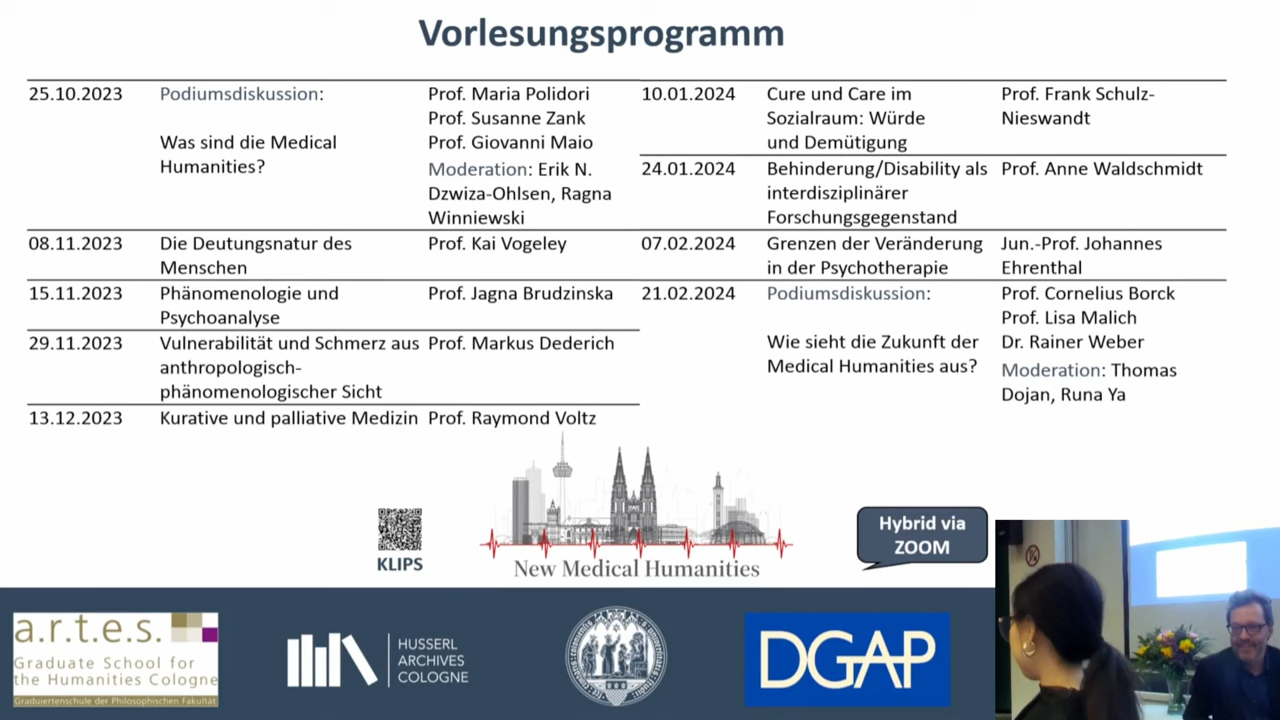 Vorlesungsprogramm
25.10.2023
Podiumsdiskussion:
Was sind die Medical
Humanities?
Prof. Maria Polidori
Prof. Susanne Zank
Prof. Giovanni Maio
Moderation: Erik N.
Dzwiza-Ohlsen, Ragna
Winniewski
08.11.2023
Die Deutungsnatur des
Menschen
Prof. Kai Vogeley
15.11.2023
Phänomenologie und
Psychoanalyse
Prof. Jagna Brudzinska
29.11.2023
Vulnerabilität und Schmerz aus
anthropologisch-
phänomenologischer Sicht
Prof. Markus Dederich
13.12.2023
Kurative und palliative Medizin
Prof. Raymond Voltz
10.01.2024
Cure und Care im
Sozialraum: Würde
und Demütigung
Prof. Frank Schulz-
Nieswandt
24.01.2024
Behinderung/Disability als
interdisziplinärer
Forschungsgegenstand
Prof. Anne Waldschmidt
07.02.2024
Grenzen der Veränderung
in der Psychotherapie
Jun.-Prof. Johannes
Ehrenthal
21.02.2024
Podiumsdiskussion:
Wie sieht die Zukunft der
Medical Humanities aus?
Prof. Cornelius Borck
Prof. Lisa Malich
Dr. Rainer Weber
Moderation: Thomas
Dojan, Runa Ya
KLIPS
New Medical Humanities
Hybrid via
ZOOM
a.r.t.e.s.
Graduate School for
the Humanities Cologne
Graduiertenschule der Philosophischen Fakultät
HUSSERL
ARCHIVES
COLOGNE
DGAP